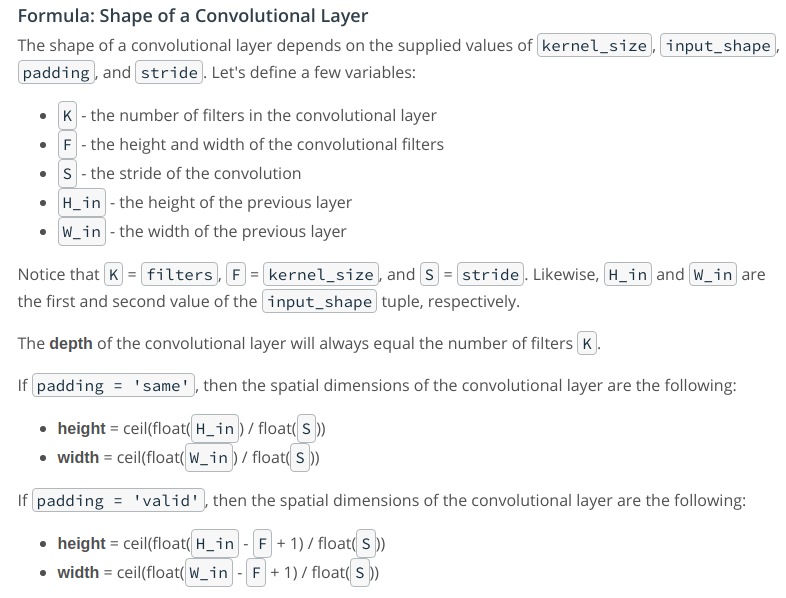 Formula: Shape of a Convolutional Layer
The shape of a convolutional layer depends on the supplied values of kernel_size, input_shape,
padding, and stride. Let's define a few variables:
• K - the number of filters in the convolutional layer
• F - the height and width of the convolutional filters
• S - the stride of the convolution
• H_in - the height of the previous layer
• W_in - the width of the previous layer
Notice that K = filters, F = kernel_size, and S = stride. Likewise, H_in and W_in are
the first and second value of the input_shape tuple, respectively.
The depth of the convolutional layer will always equal the number of filters K.
If padding = 'same', then the spatial dimensions of the convolutional layer are the following:
• height = ceil(float(H_in) / float(S))
• width = ceil(float(W_in) / float(S))
If padding = 'valid', then the spatial dimensions of the convolutional layer are the following:
• height = ceil(float(H_in - F + 1) / float(S))
• width = ceil(float(W_in - F + 1) / float(S))